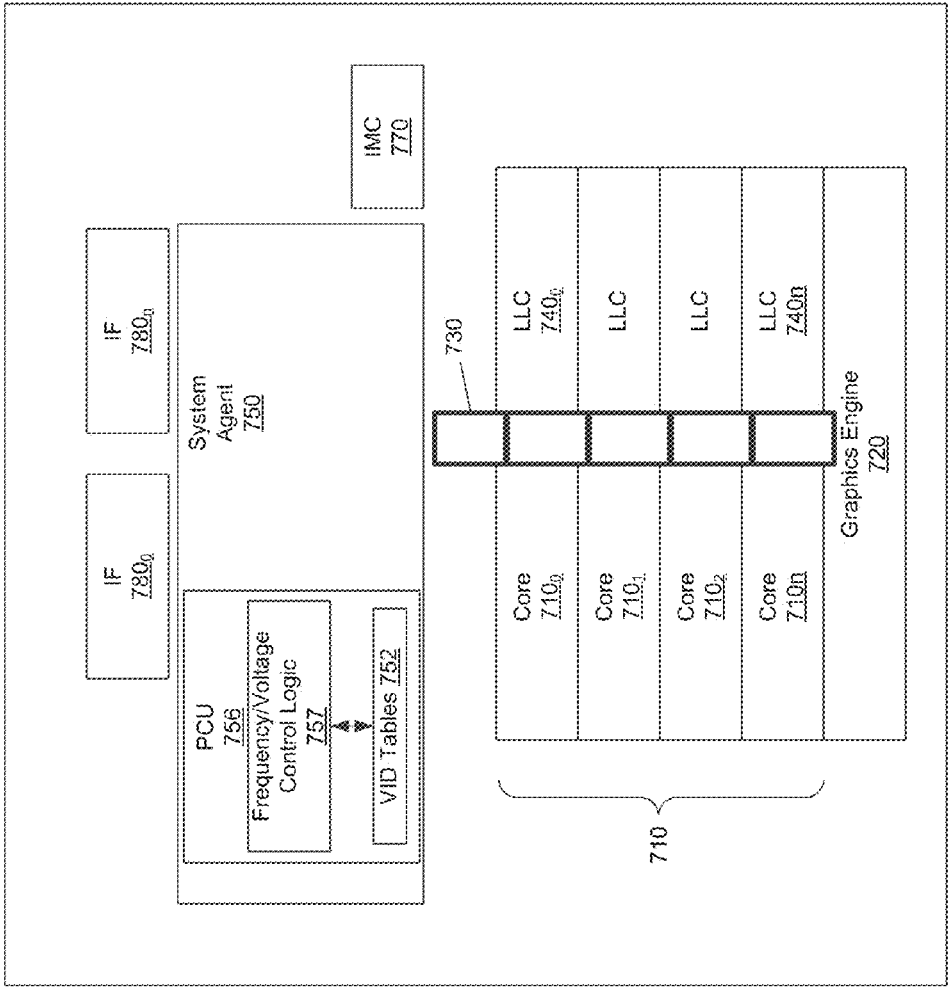 IF
780₀
IF
780₀
PCU
756
Frequency/Voltage
Control Logic
757
VID Tables 752
System
Agent
750
IMC
770
730
Core
710₀
LLC
740₀
Core
710₁
LLC
Core
710₂
LLC
Core
710n
LLC
740n
Graphics Engine
720
710